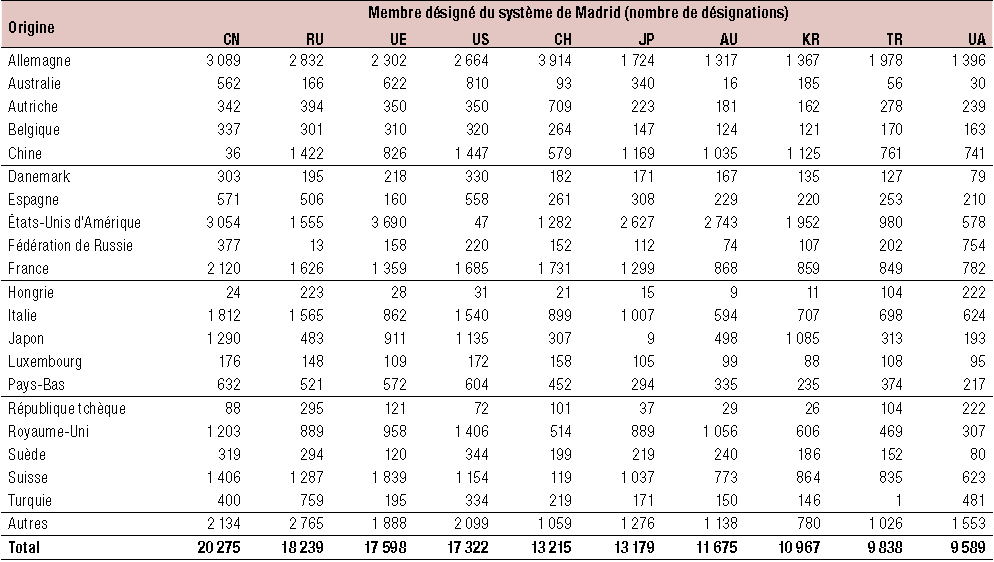 Origine Membre désigné du système de Madrid (nombre de désignations)
CN RU UE US CH JP AU KR TR UA
Allemagne 3 089 2 832 2 302 2 664 3 914 1 724 1 317 1 367 1 978 1 396
Australie 562 166 622 810 93 340 16 185 56 30
Autriche 342 394 350 350 709 223 181 162 278 239
Belgique 337 301 310 320 264 147 124 121 170 163
Chine 36 1 422 826 1 447 579 1 169 1 035 1 125 761 741
Danemark 303 195 218 330 182 171 167 135 127 79
Espagne 571 506 160 558 261 308 229 220 253 210
États-Unis d'Amérique 3 054 1 555 3 690 47 1 282 2 627 2 743 1 952 980 578
Fédération de Russie 377 13 158 220 152 112 74 107 202 754
France 2 120 1 626 1 359 1 685 1 731 1 299 868 859 849 782
Hongrie 24 223 28 31 21 15 9 11 104 222
Italie 1 812 1 565 862 1 540 899 1 007 594 707 698 624
Japon 1 290 483 911 1 135 307 9 498 1 085 313 193
Luxembourg 176 148 109 172 158 105 99 88 108 95
Pays-Bas 632 521 572 604 452 294 335 235 374 217
République tchèque 88 295 121 72 101 37 29 26 104 222
Royaume-Uni 1 203 889 958 1 406 514 889 1 056 606 469 307
Suède 319 294 120 344 199 219 240 186 152 80
Suisse 1 406 1 287 1 839 1 154 119 1 037 773 864 835 623
Turquie 400 759 195 334 219 171 150 146 1 481
Autres 2 134 2 765 1 888 2 099 1 059 1 276 1 138 780 1 026 1 553
Total 20 275 18 239 17 598 17 322 13 215 13 179 11 675 10 967 9 838 9 589